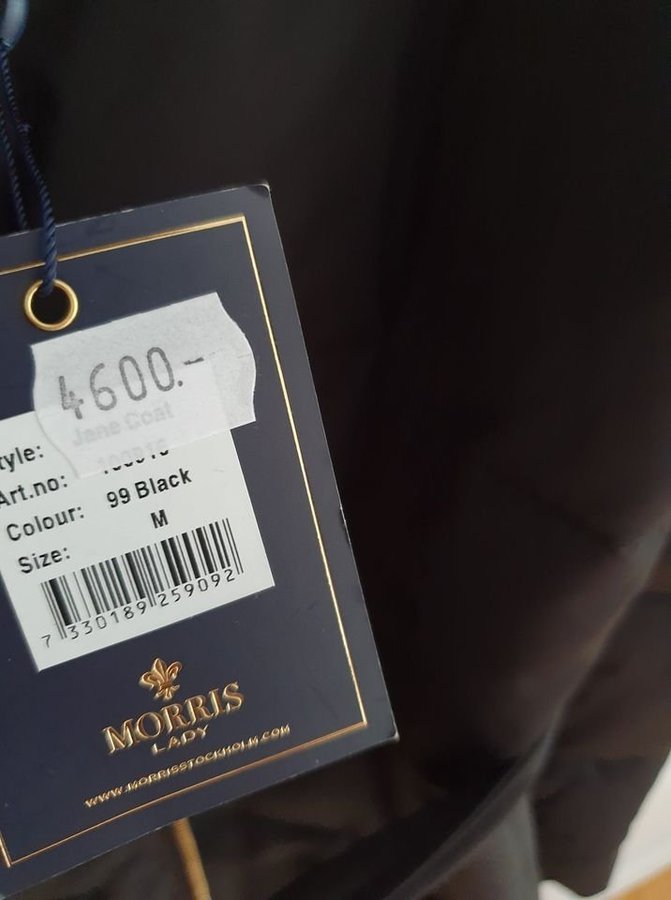 4600.-
Jane Coat
tyle:
Art.no:
Colour: 99 Black
Size: M
7 330189 259092
MORRIS
LADY
WWW.MORRISSTOCKHOLM.COM